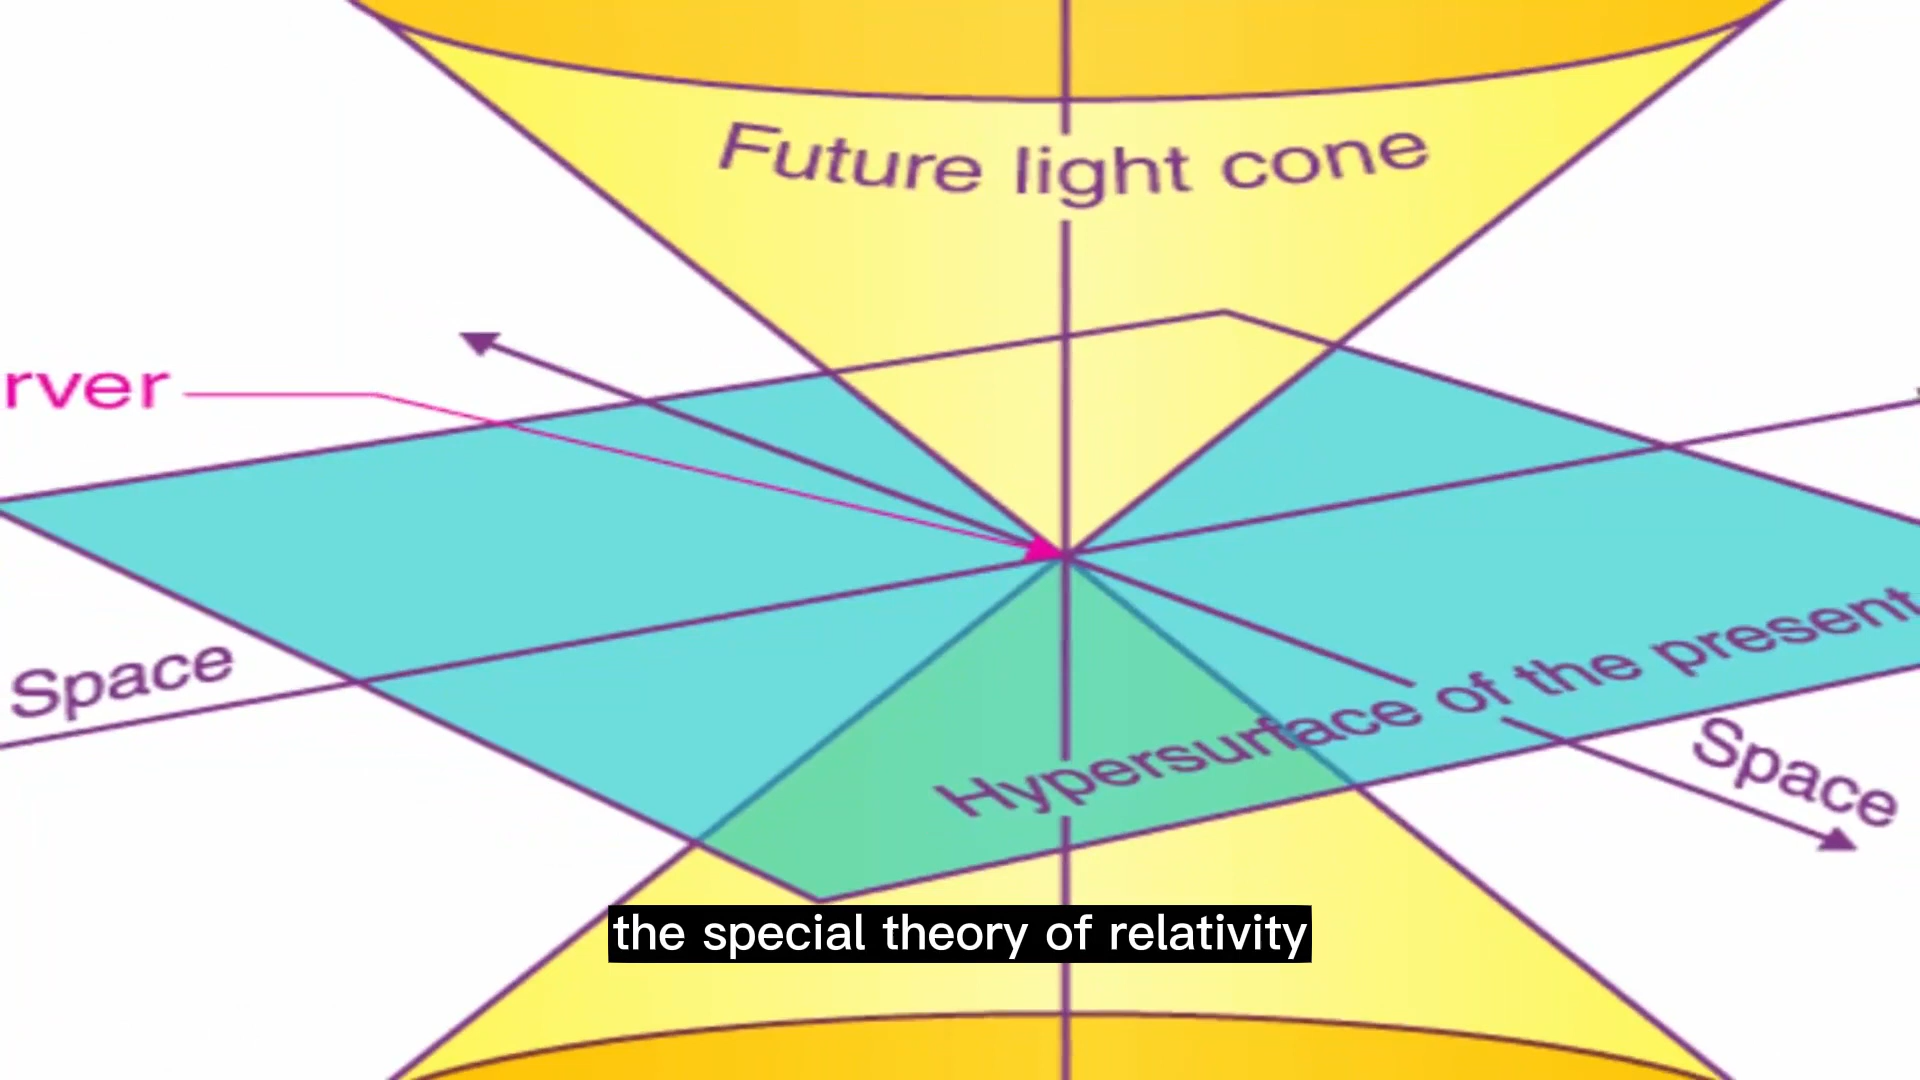 Future light cone
rver
Space
Hypersurface of the present
Space
the special theory of relativity